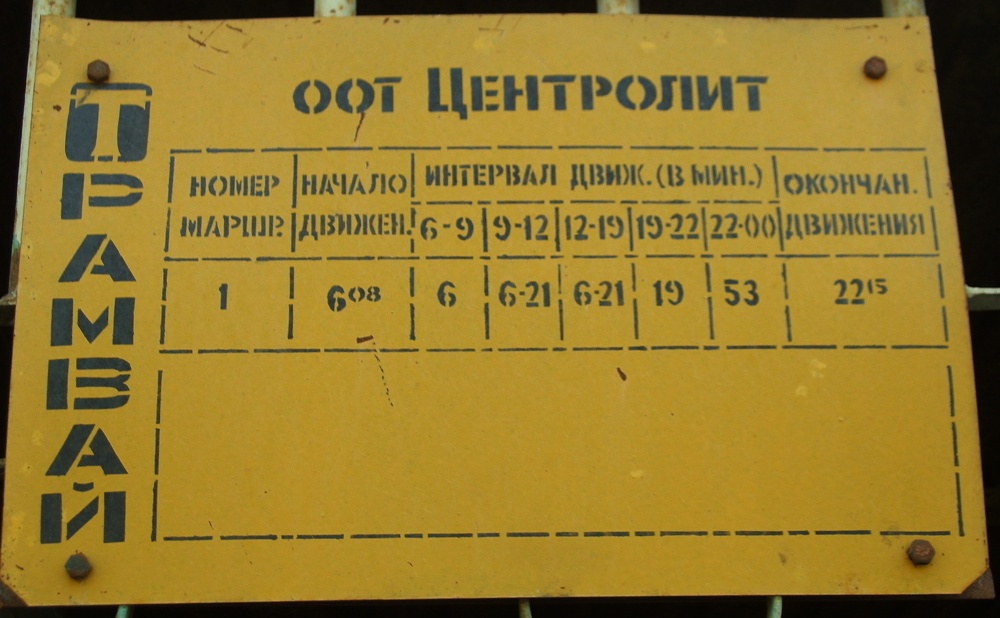 ТРАМВАЙ
ООТ ЦЕНТРОЛИТ
НОМЕР МАРШР. НАЧАЛО ДВИЖЕН. ИНТЕРВАЛ ДВИЖ. (В МИН.) ОКОНЧАН. ДВИЖЕНИЯ
6-9 9-12 12-19 19-22 22-00
1 6⁰⁸ 6 6-21 6-21 19 53 22¹⁵